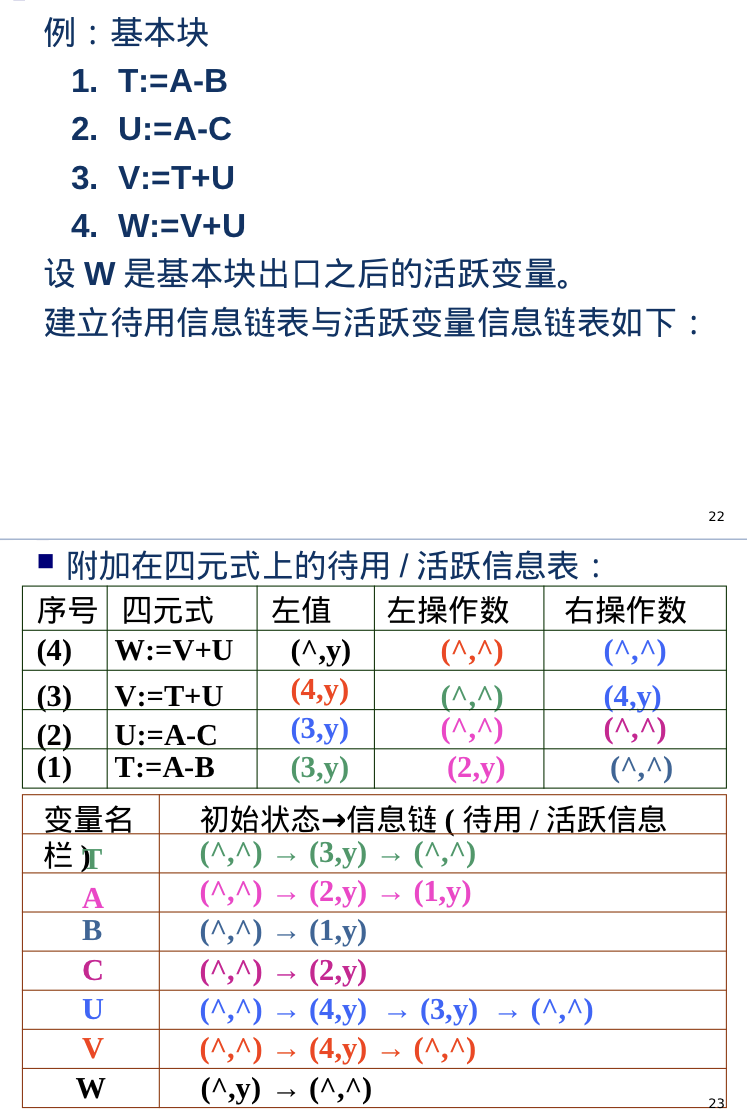 例：基本块
1. T:=A-B
2. U:=A-C
3. V:=T+U
4. W:=V+U
设 W 是基本块出口之后的活跃变量。
建立待用信息链表与活跃变量信息链表如下：
22
附加在四元式上的待用 / 活跃信息表：
序号 四元式 左值 左操作数 右操作数
(4) W:=V+U (^,y) (^,^) (^,^)
(3) V:=T+U (4,y) (^,^) (4,y)
(2) U:=A-C (3,y) (^,^) (^,^)
(1) T:=A-B (3,y) (2,y) (^,^)
变量名 初始状态→信息链 ( 待用 / 活跃信息
栏 )
T (^,^) → (3,y) → (^,^)
A (^,^) → (2,y) → (1,y)
B (^,^) → (1,y)
C (^,^) → (2,y)
U (^,^) → (4,y) → (3,y) → (^,^)
V (^,^) → (4,y) → (^,^)
W (^,y) → (^,^)
23